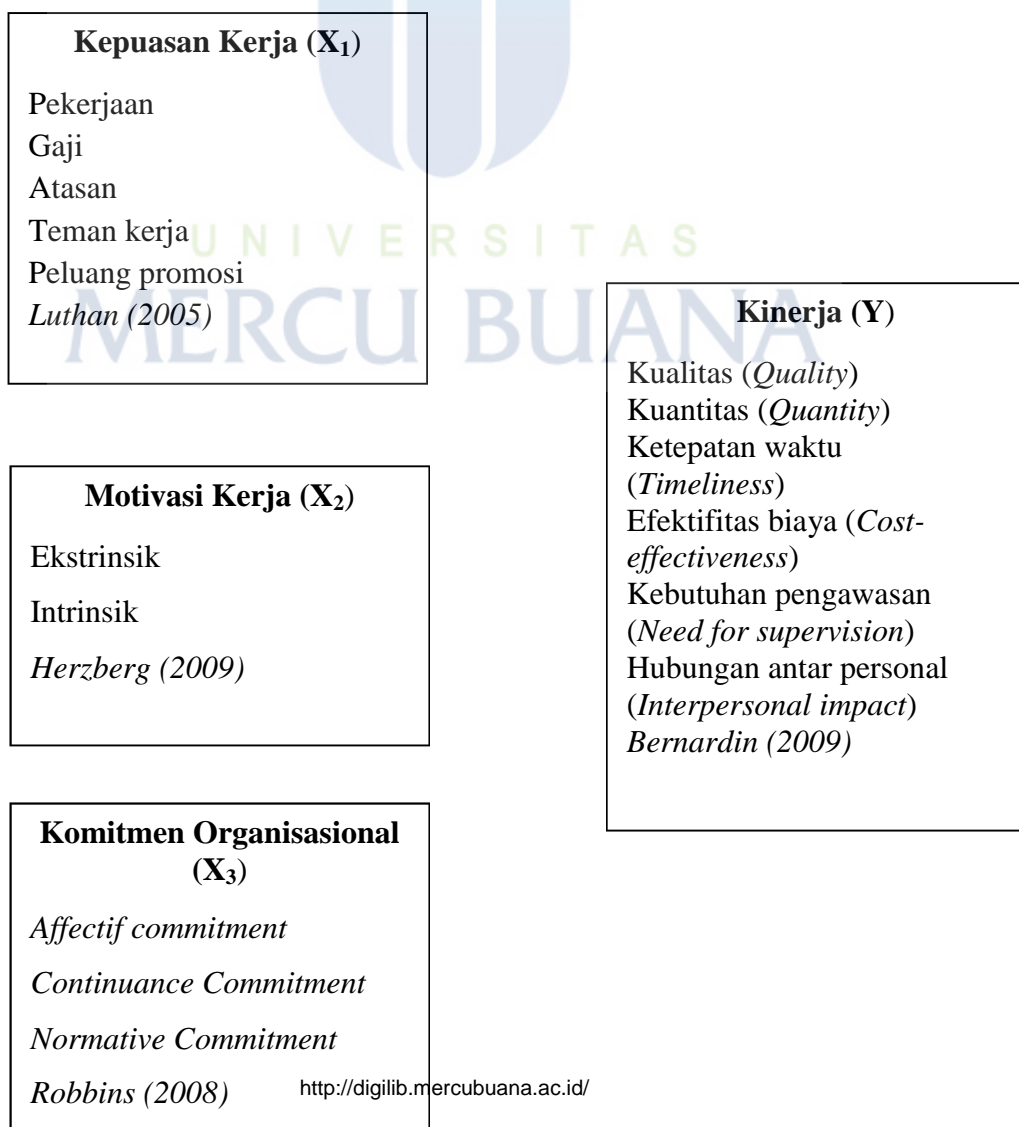 Kepuasan Kerja (X₁)
Pekerjaan
Gaji
Atasan
Teman kerja
Peluang promosi
Luthan (2005)
UNIVERSITAS
MERCU BUANA
Motivasi Kerja (X₂)
Ekstrinsik
Intrinsik
Herzberg (2009)
Komitmen Organisasional
(X₃)
Affectif commitment
Continuance Commitment
Normative Commitment
Robbins (2008)
Kinerja (Y)
Kualitas (Quality)
Kuantitas (Quantity)
Ketepatan waktu
(Timeliness)
Efektifitas biaya (Cost-
effectiveness)
Kebutuhan pengawasan
(Need for supervision)
Hubungan antar personal
(Interpersonal impact)
Bernardin (2009)
http://digilib.mercubuana.ac.id/